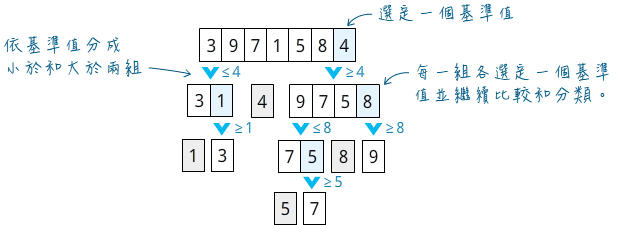 選定一個基準值
依基準值分成
小於和大於兩組
3 9 7 1 5 8 4
≤4 ≥4
每一組各選定一個基準
值並繼續比較和分類。
3 1 4 9 7 5 8
≥1 ≤8 ≥8
1 3 7 5 8 9
≥5
5 7